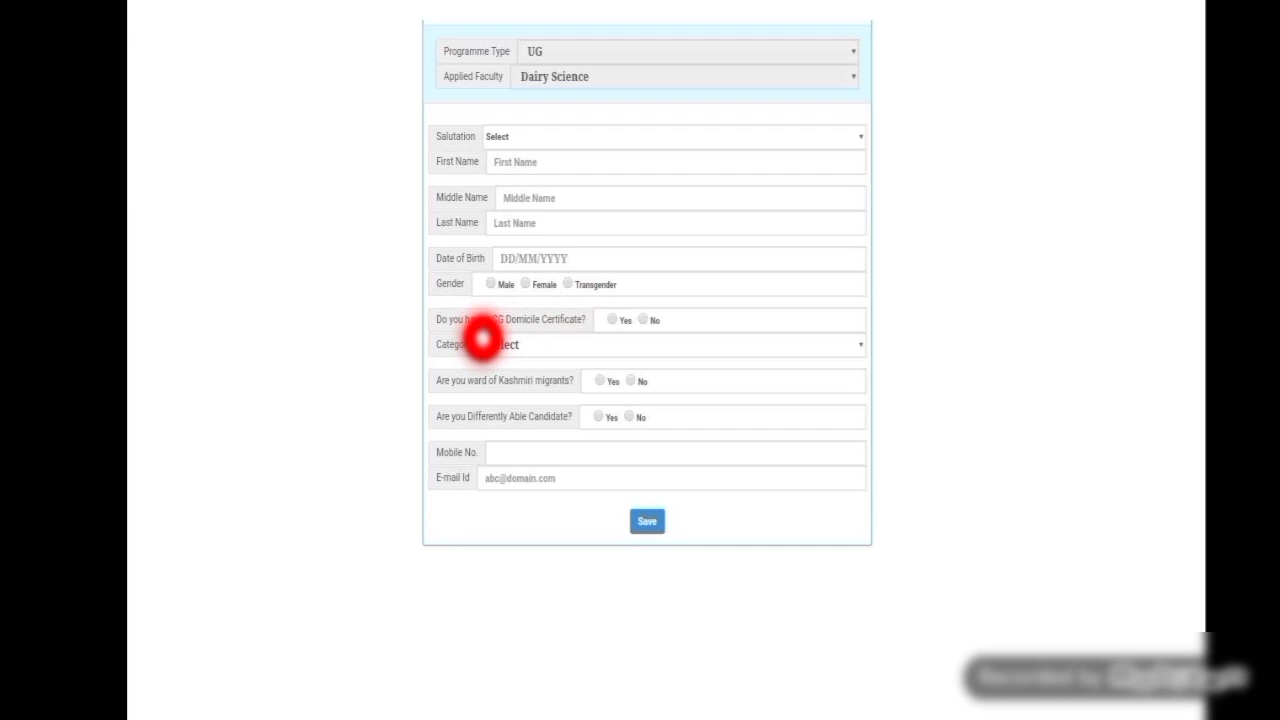 Programme Type UG
Applied Faculty Dairy Science
Salutation Select
First Name First Name
Middle Name Middle Name
Last Name Last Name
Date of Birth DD/MM/YYYY
Gender Male Female Transgender
Do you Domicile Certificate? Yes No
Are you ward of Kashmiri migrants? Yes No
Are you Differently Able Candidate? Yes No
Mobile No.
E-mail Id abc@domain.com
Save
Recorded by